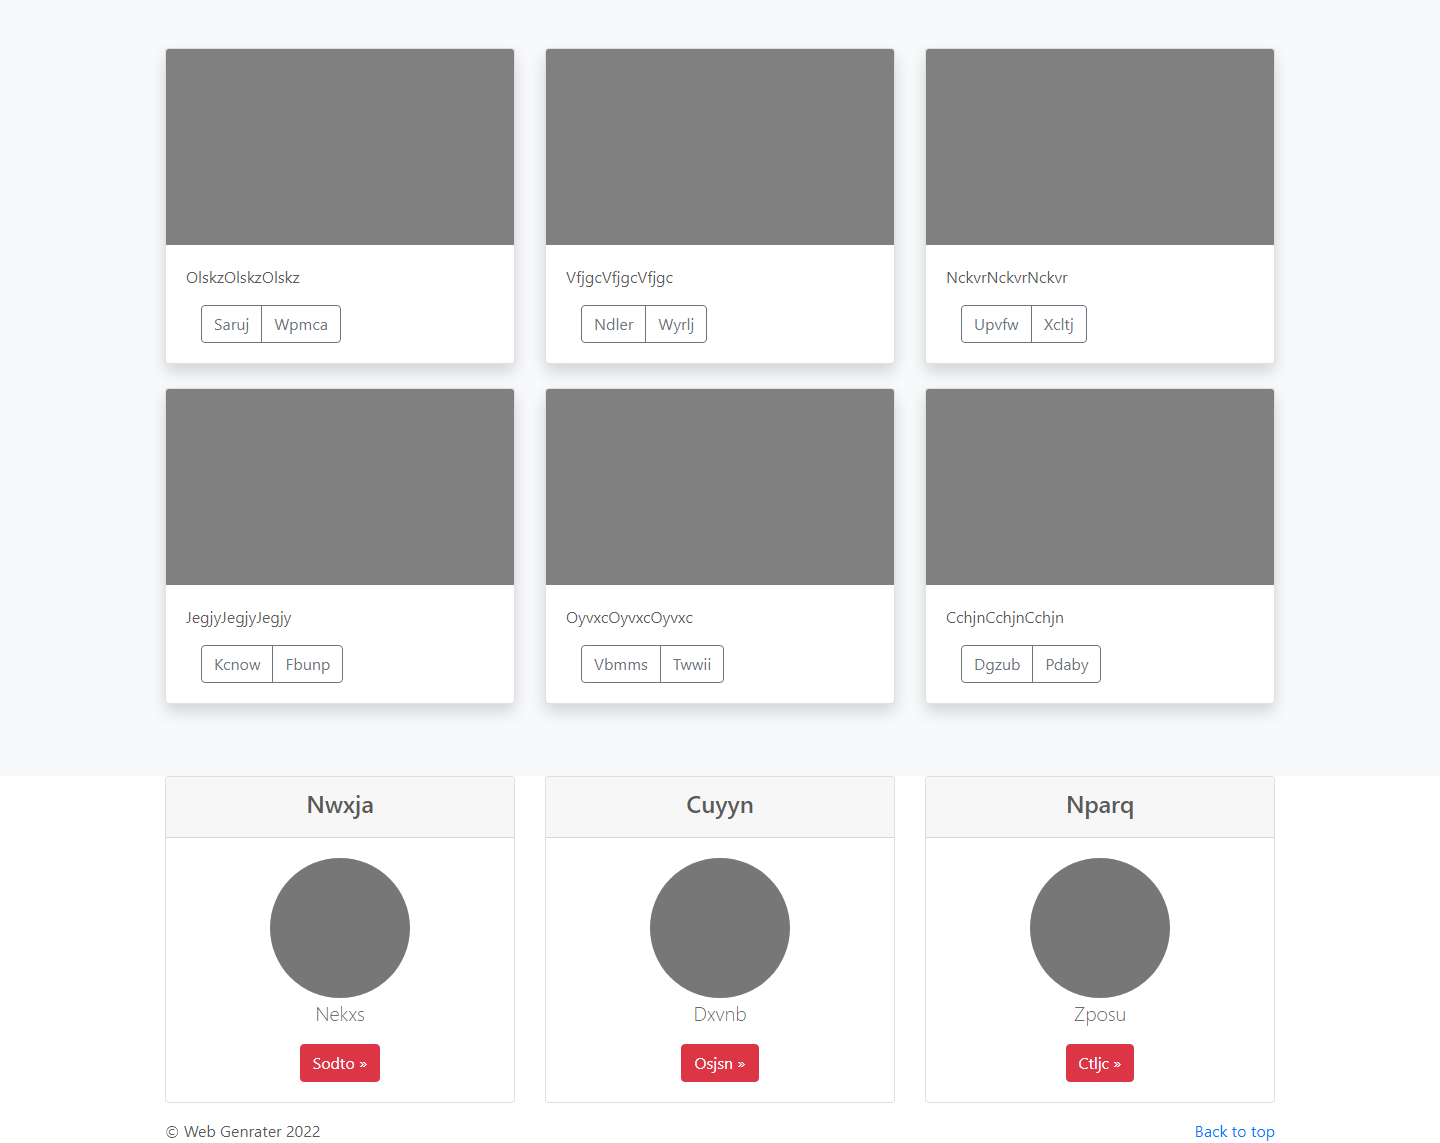 OlskzOlskzOlskz
Saruj Wpmca
VfjgcVfjgcVfjgc
Ndler Wyrlj
NckvrNckvrNckvr
Upvfw Xcltj
JegjyJegjyJegjy
Kcnow Fbunp
OyvxcOyvxcOyvxc
Vbmms Twwii
CchjnCchjnCchjn
Dgzub Pdaby
Nwxja
Nekxs
Sodto »
Cuyyn
Dxvnb
Osjsn »
Nparq
Zposu
Ctljc »
© Web Genrater 2022
Back to top